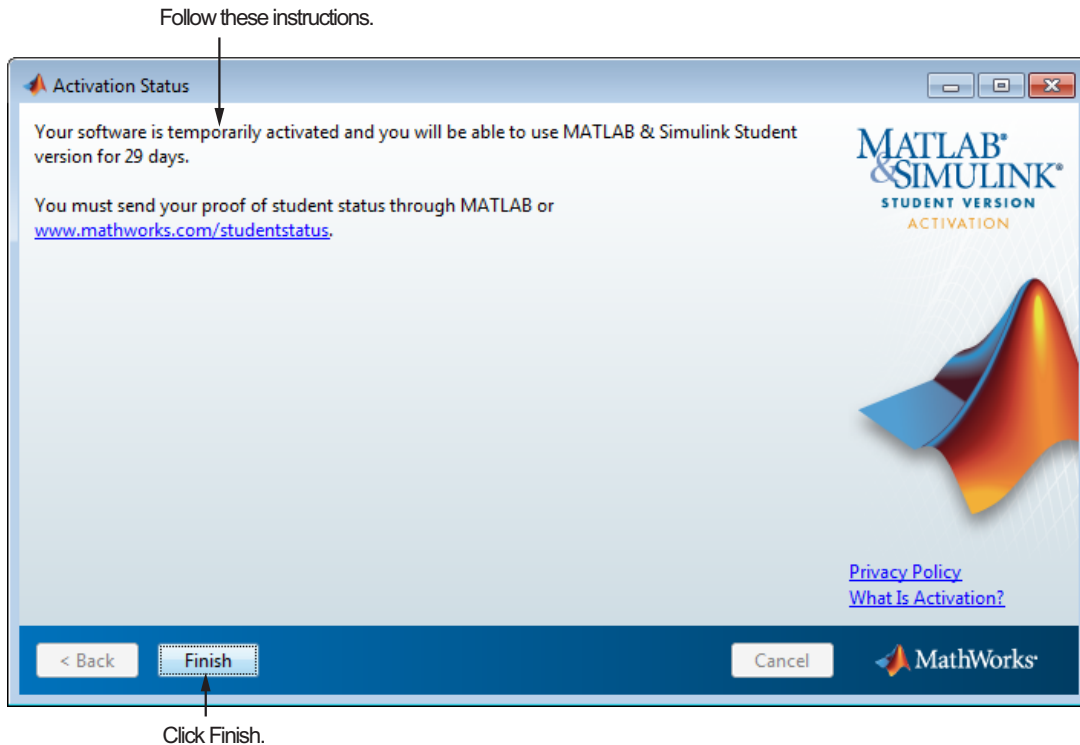 Follow these instructions.
Activation Status
Your software is temporarily activated and you will be able to use MATLAB & Simulink Student
version for 29 days.
You must send your proof of student status through MATLAB or
www.mathworks.com/studentstatus.
MATLAB®
&SIMULINK®
STUDENT VERSION
ACTIVATION
Privacy Policy
What Is Activation?
< Back
Finish
Cancel
MathWorks®
Click Finish.